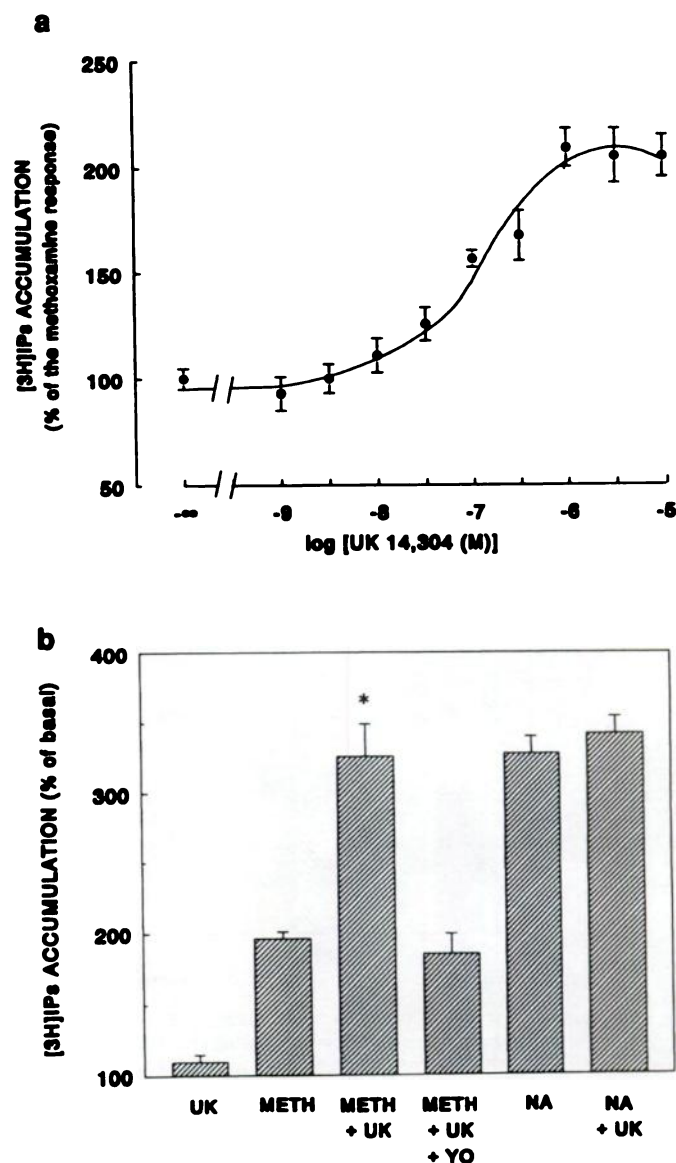 a
250
200
150
100
50
[3H]IPs ACCUMULATION
(% of the methoxamine response)
-∞ -9 -8 -7 -6 -5
log [UK 14,304 (M)]
b
400
300
200
100
[3H]IPs ACCUMULATION (% of basal)
*
UK METH METH METH NA NA
+ UK + UK + UK
+ YO